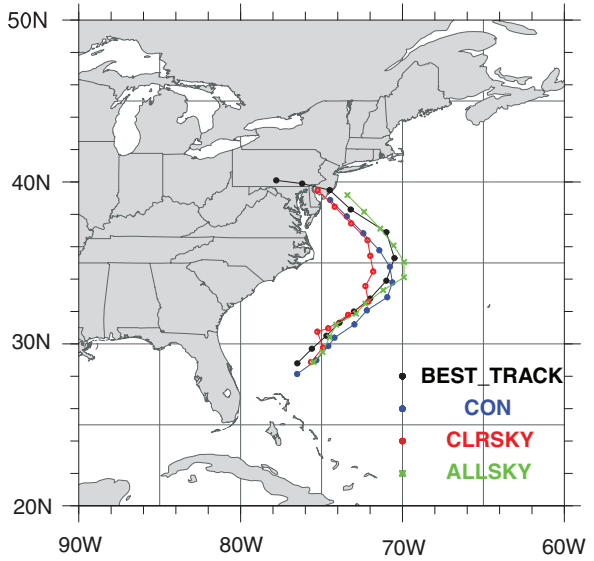 50N
40N
30N
BEST_TRACK
CON
CLRSKY
ALLSKY
20N
90W 80W 70W 60W